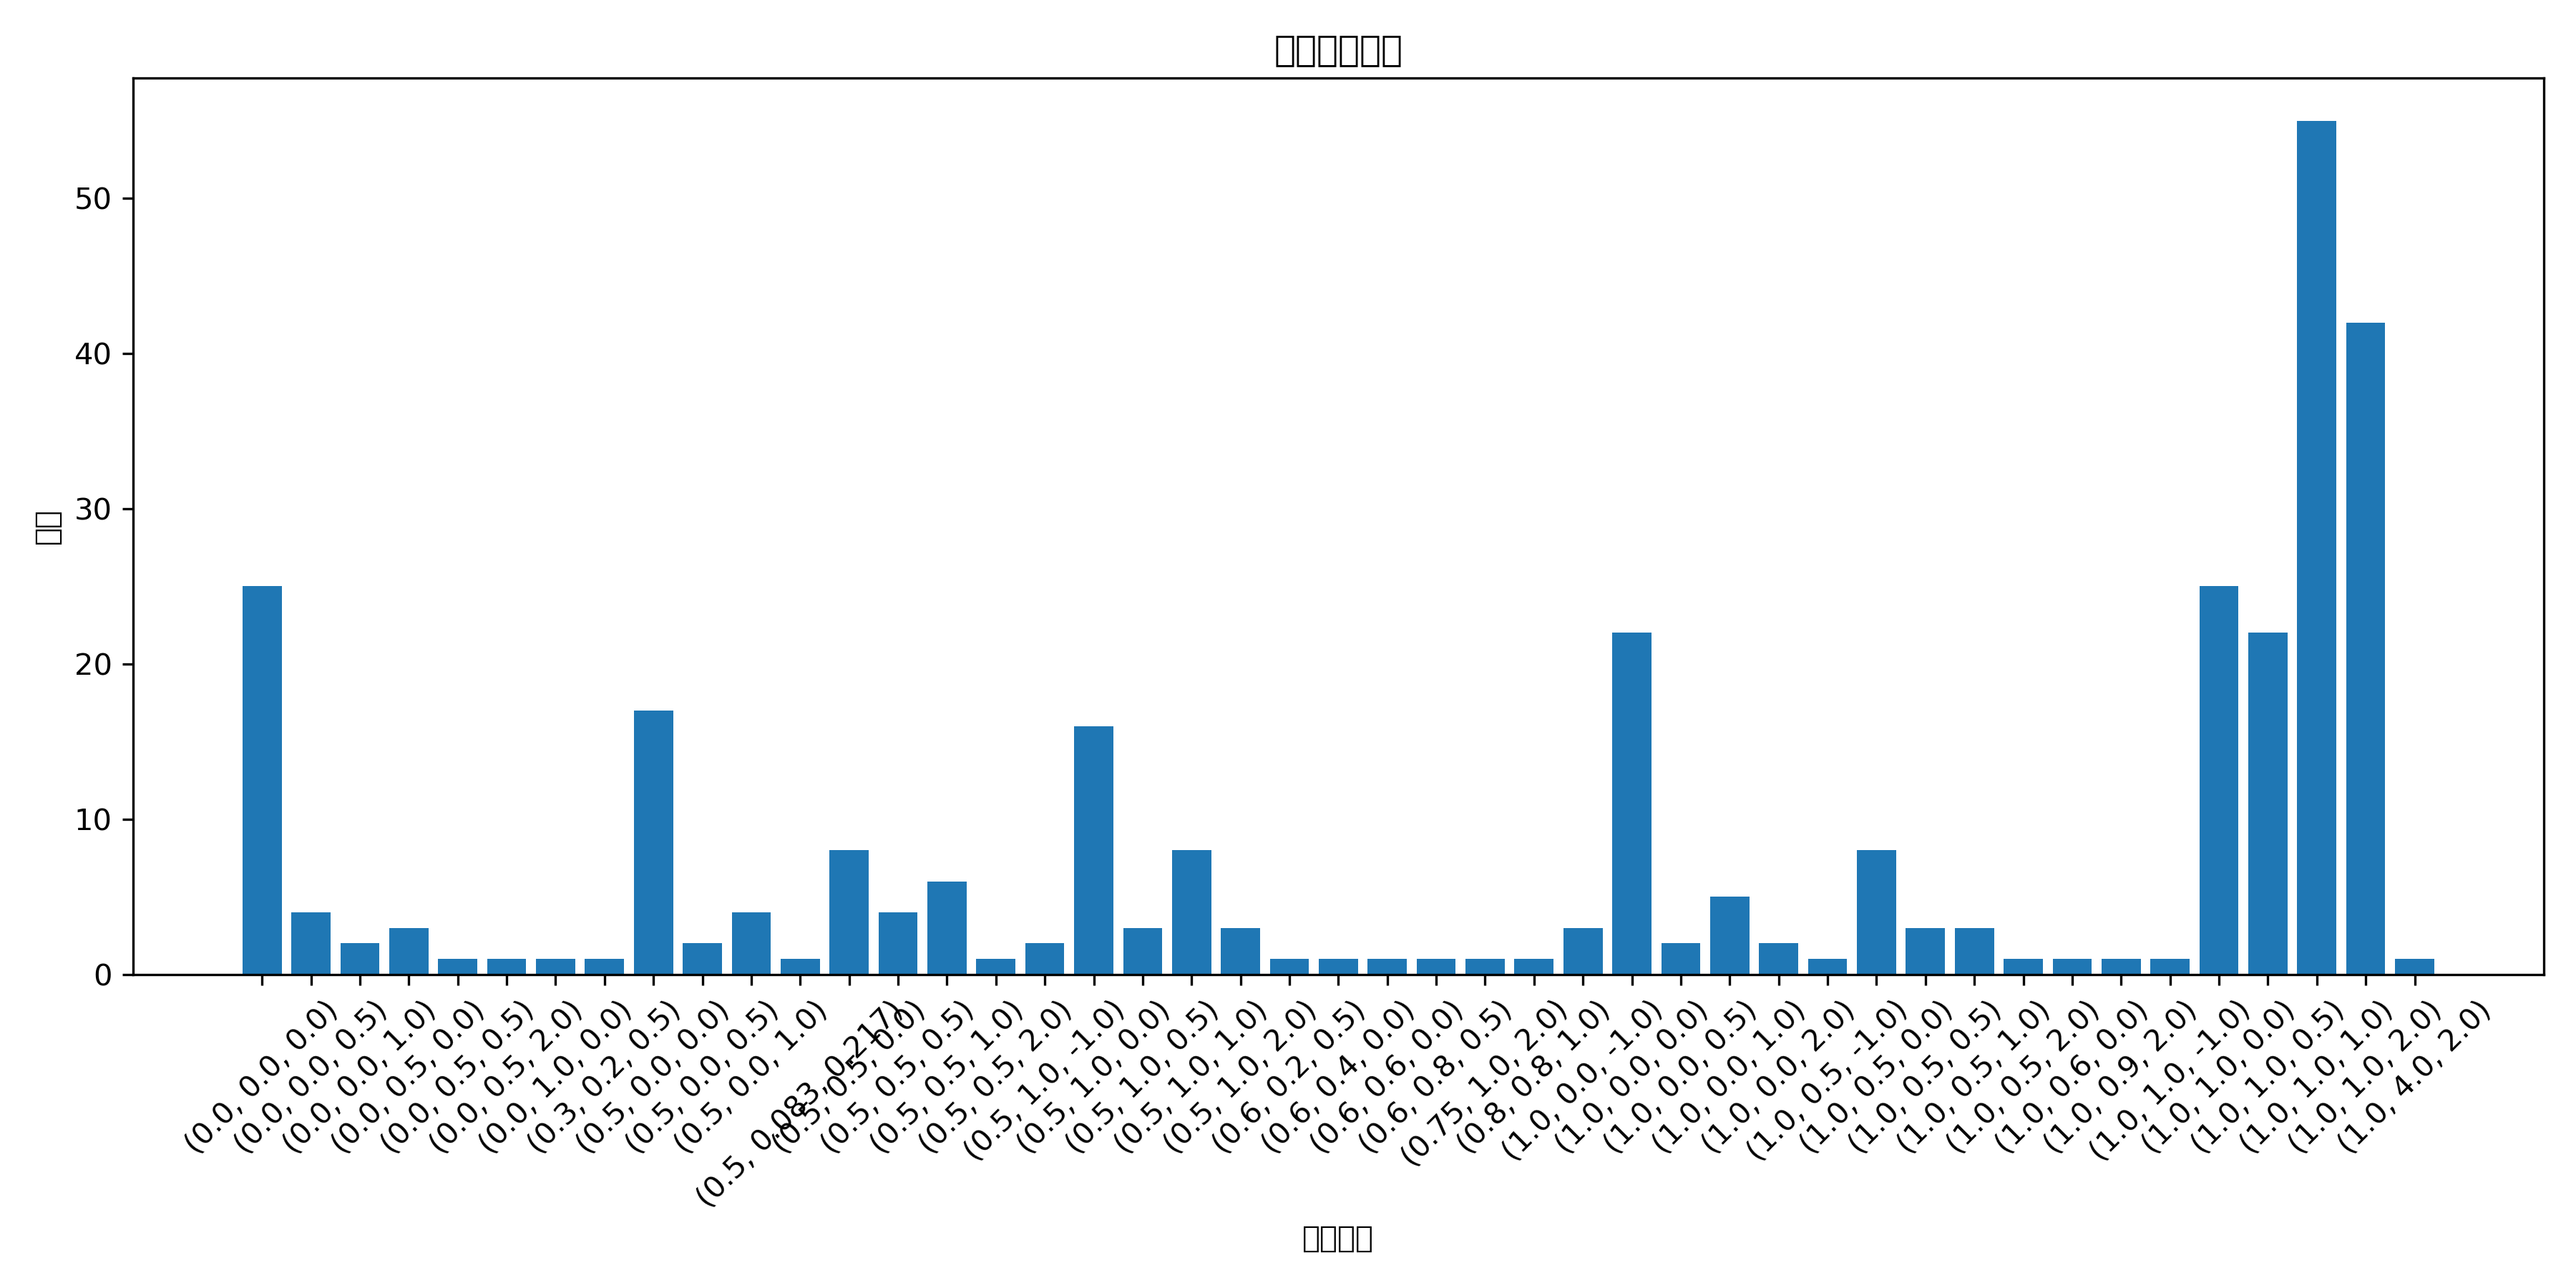 50
40
30
20
10
0
(0.0, 0.0, 0.0)
(0.0, 0.0, 0.5)
(0.0, 0.0, 1.0)
(0.0, 0.5, 0.0)
(0.0, 0.5, 0.5)
(0.0, 0.5, 2.0)
(0.0, 1.0, 0.0)
(0.3, 0.2, 0.5)
(0.5, 0.0, 0.0)
(0.5, 0.0, 0.5)
(0.5, 0.0, 1.0)
(0.5, 0.083, 0.217)
(0.5, 0.5, 0.0)
(0.5, 0.5, 0.5)
(0.5, 0.5, 1.0)
(0.5, 0.5, 2.0)
(0.5, 1.0, -1.0)
(0.5, 1.0, 0.0)
(0.5, 1.0, 0.5)
(0.5, 1.0, 1.0)
(0.5, 1.0, 2.0)
(0.6, 0.2, 0.5)
(0.6, 0.4, 0.0)
(0.6, 0.6, 0.0)
(0.6, 0.8, 0.5)
(0.75, 1.0, 2.0)
(0.8, 0.8, 1.0)
(1.0, 0.0, -1.0)
(1.0, 0.0, 0.0)
(1.0, 0.0, 0.5)
(1.0, 0.0, 1.0)
(1.0, 0.0, 2.0)
(1.0, 0.5, -1.0)
(1.0, 0.5, 0.0)
(1.0, 0.5, 0.5)
(1.0, 0.5, 1.0)
(1.0, 0.5, 2.0)
(1.0, 0.6, 0.0)
(1.0, 0.9, 2.0)
(1.0, 1.0, -1.0)
(1.0, 1.0, 0.0)
(1.0, 1.0, 0.5)
(1.0, 1.0, 1.0)
(1.0, 1.0, 2.0)
(1.0, 4.0, 2.0)